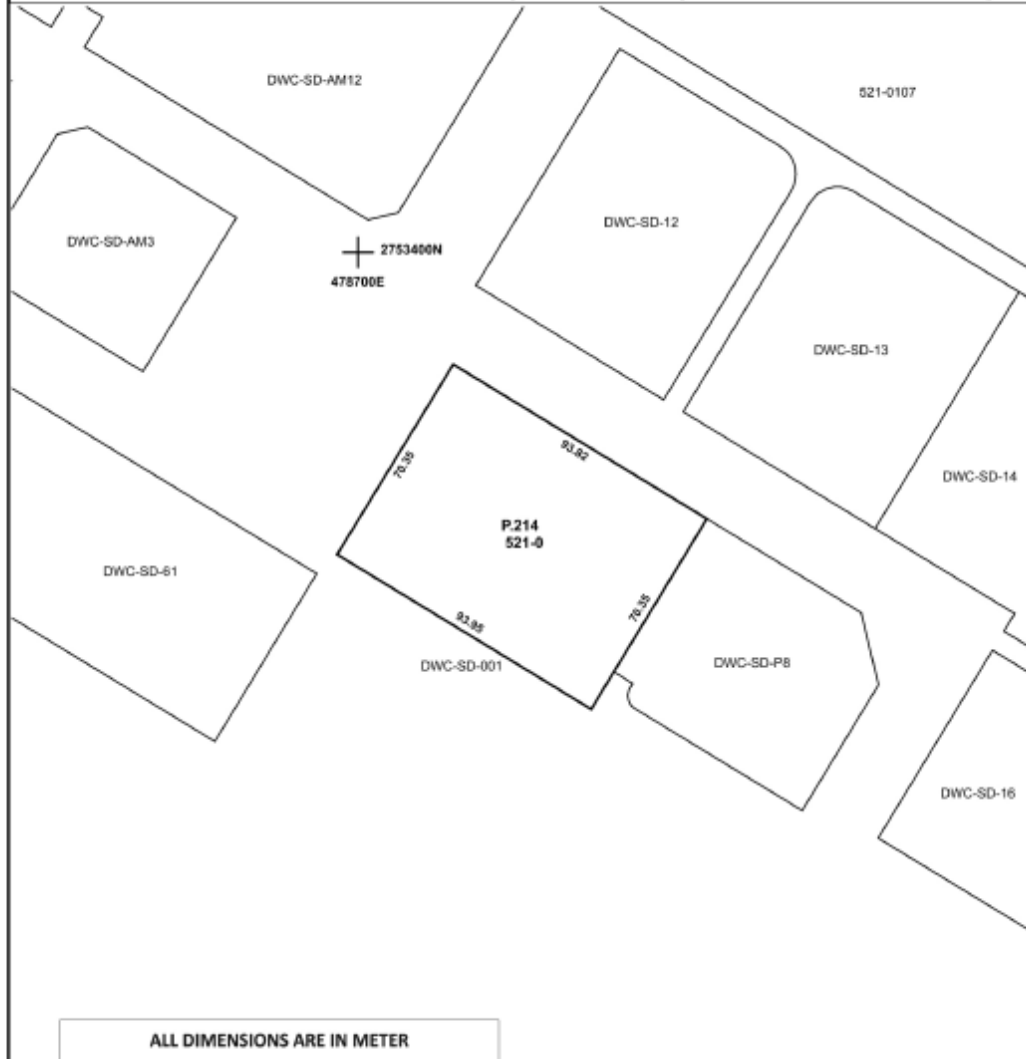 DWC-SD-AM12
521-0107
DWC-SD-12
DWC-SD-AM3
2753400N
478700E
DWC-SD-13
93.92
70.35
DWC-SD-14
P.214
521-0
DWC-SD-61
70.35
93.95
DWC-SD-001
DWC-SD-P8
DWC-SD-16
ALL DIMENSIONS ARE IN METER